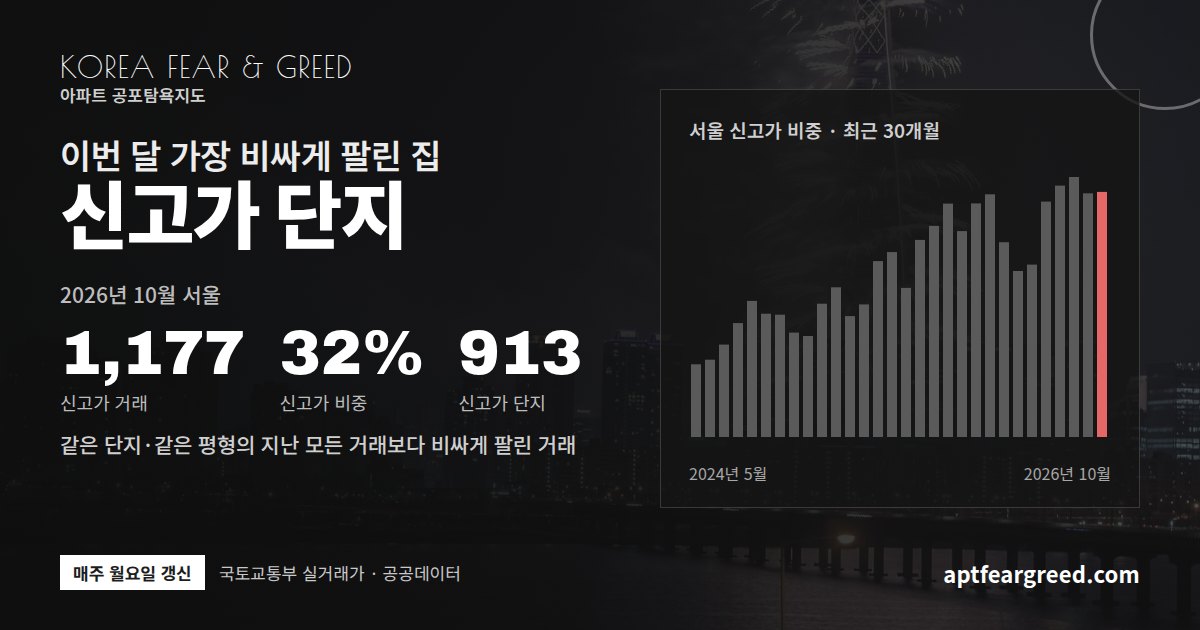 KOREA FEAR & GREED
아파트 공포탐욕지도
이번 달 가장 비싸게 팔린 집
신고가 단지
2026년 10월 서울
1,177 32% 913
신고가 거래 신고가 비중 신고가 단지
같은 단지·같은 평형의 지난 모든 거래보다 비싸게 팔린 거래
매주 월요일 갱신 국토교통부 실거래가 · 공공데이터
서울 신고가 비중 · 최근 30개월
2024년 5월 2026년 10월
aptfeargreed.com